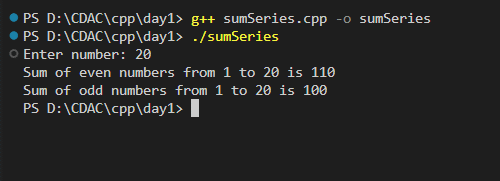 PS D:\CDAC\cpp\day1> g++ sumSeries.cpp -o sumSeries
PS D:\CDAC\cpp\day1> ./sumSeries
Enter number: 20
Sum of even numbers from 1 to 20 is 110
Sum of odd numbers from 1 to 20 is 100
PS D:\CDAC\cpp\day1>